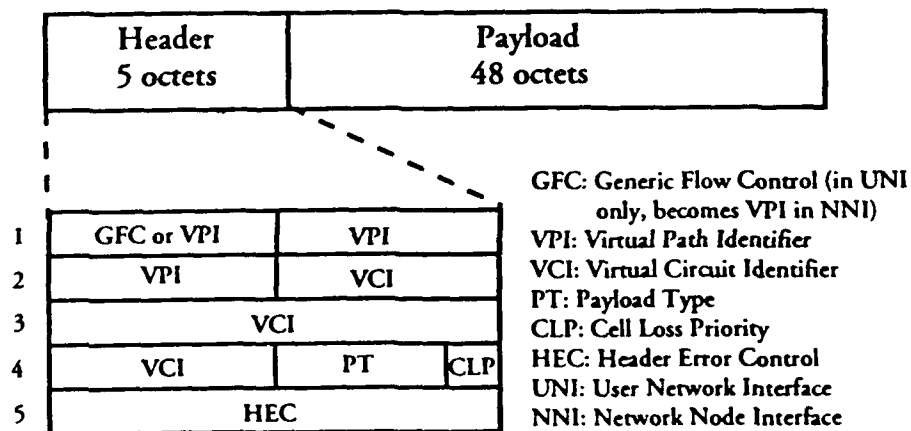 Header
5 octets
Payload
48 octets
1 GFC or VPI VPI
2 VPI VCI
3 VCI
4 VCI PT CLP
5 HEC
GFC: Generic Flow Control (in UNI
only, becomes VPI in NNI)
VPI: Virtual Path Identifier
VCI: Virtual Circuit Identifier
PT: Payload Type
CLP: Cell Loss Priority
HEC: Header Error Control
UNI: User Network Interface
NNI: Network Node Interface